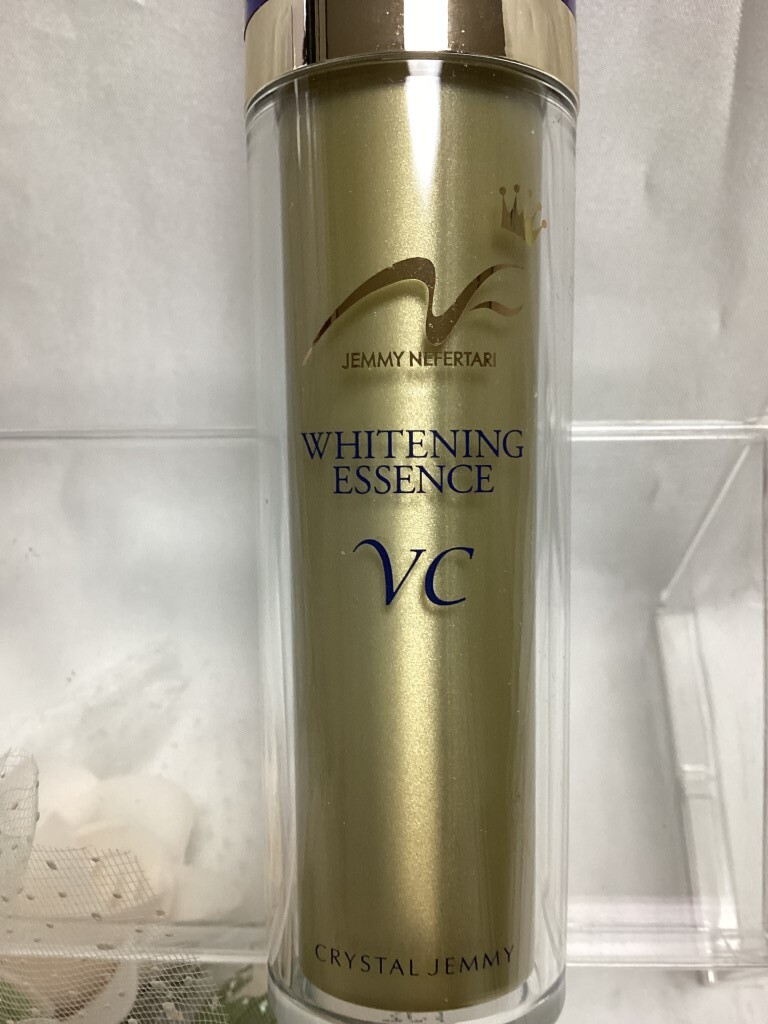 JEMMY NEFERTARI
WHITENING
ESSENCE
VC
CRYSTAL JEMMY